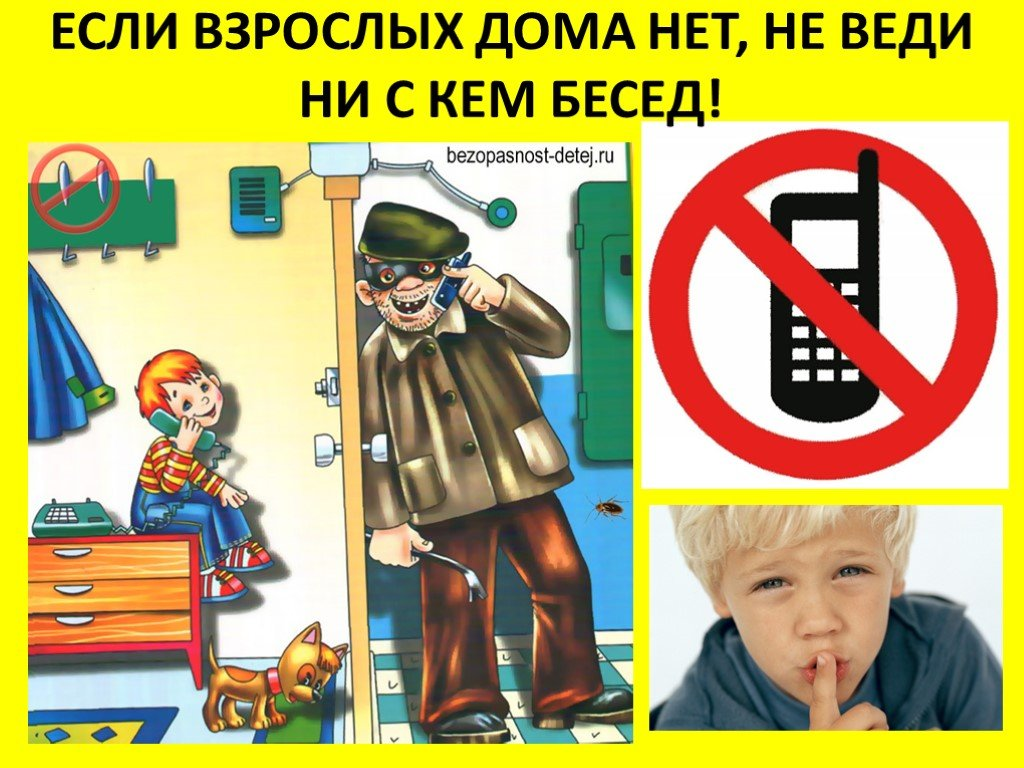 ЕСЛИ ВЗРОСЛЫХ ДОМА НЕТ, НЕ ВЕДИ
НИ С КЕМ БЕСЕД!
bezopasnost-detej.ru